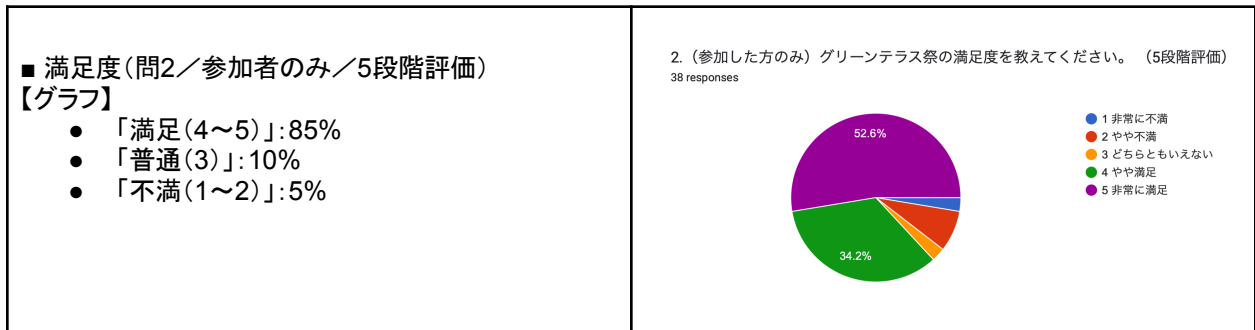 ■ 満足度（問2／参加者のみ／5段階評価）
【グラフ】
● 「満足（4〜5）」：85%
● 「普通（3）」：10%
● 「不満（1〜2）」：5%
2.（参加した方のみ）グリーンテラス祭の満足度を教えてください。 （5段階評価）
38 responses
52.6%
34.2%
1 非常に不満
2 やや不満
3 どちらともいえない
4 やや満足
5 非常に満足